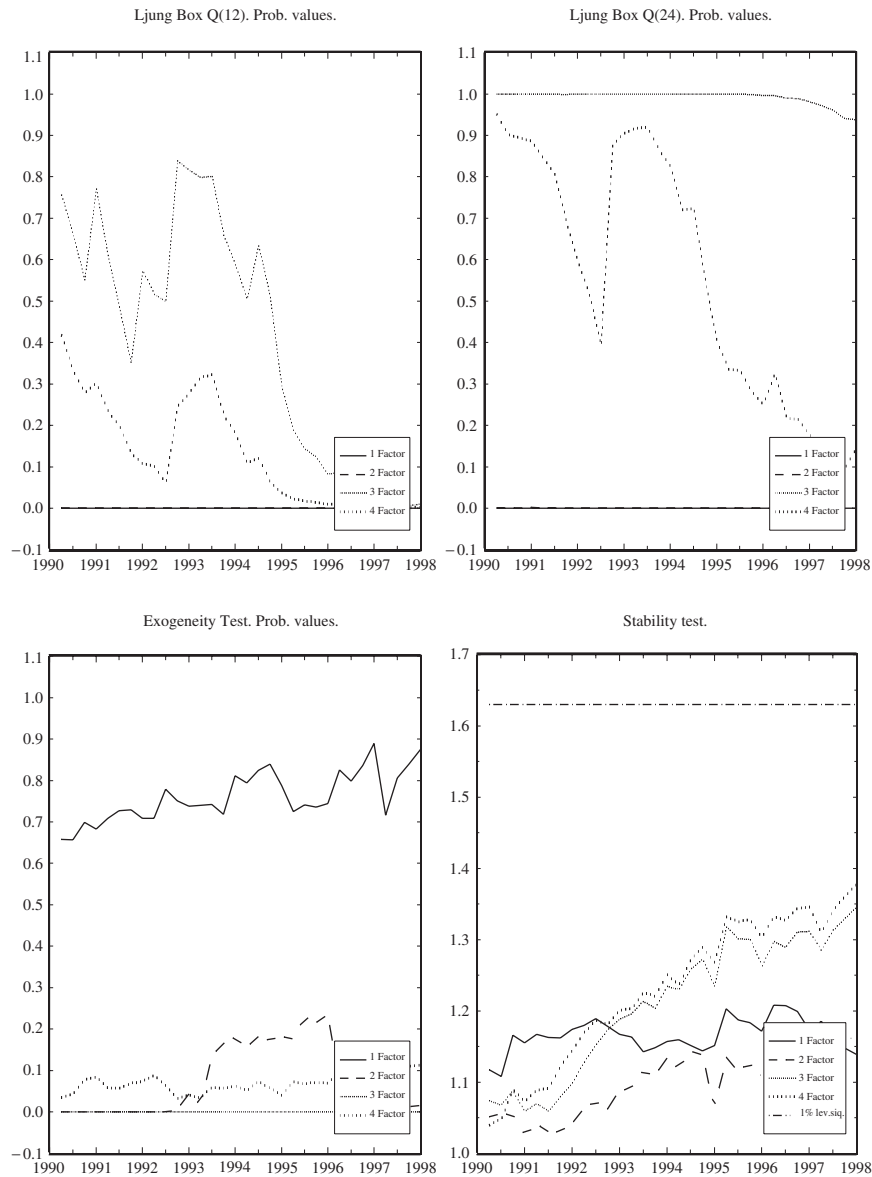 Ljung Box Q(12). Prob. values.
1.1
1.0
0.9
0.8
0.7
0.6
0.5
0.4
0.3
0.2
0.1
0.0
−0.1
1990 1991 1992 1993 1994 1995 1996 1997 1998
1 Factor
2 Factor
3 Factor
4 Factor
Ljung Box Q(24). Prob. values.
1.1
1.0
0.9
0.8
0.7
0.6
0.5
0.4
0.3
0.2
0.1
0.0
−0.1
1990 1991 1992 1993 1994 1995 1996 1997 1998
1 Factor
2 Factor
3 Factor
4 Factor
Exogeneity Test. Prob. values.
1.1
1.0
0.9
0.8
0.7
0.6
0.5
0.4
0.3
0.2
0.1
0.0
−0.1
1990 1991 1992 1993 1994 1995 1996 1997 1998
1 Factor
2 Factor
3 Factor
4 Factor
Stability test.
1.7
1.6
1.5
1.4
1.3
1.2
1.1
1.0
1990 1991 1992 1993 1994 1995 1996 1997 1998
1 Factor
2 Factor
3 Factor
4 Factor
1% lev.siq.